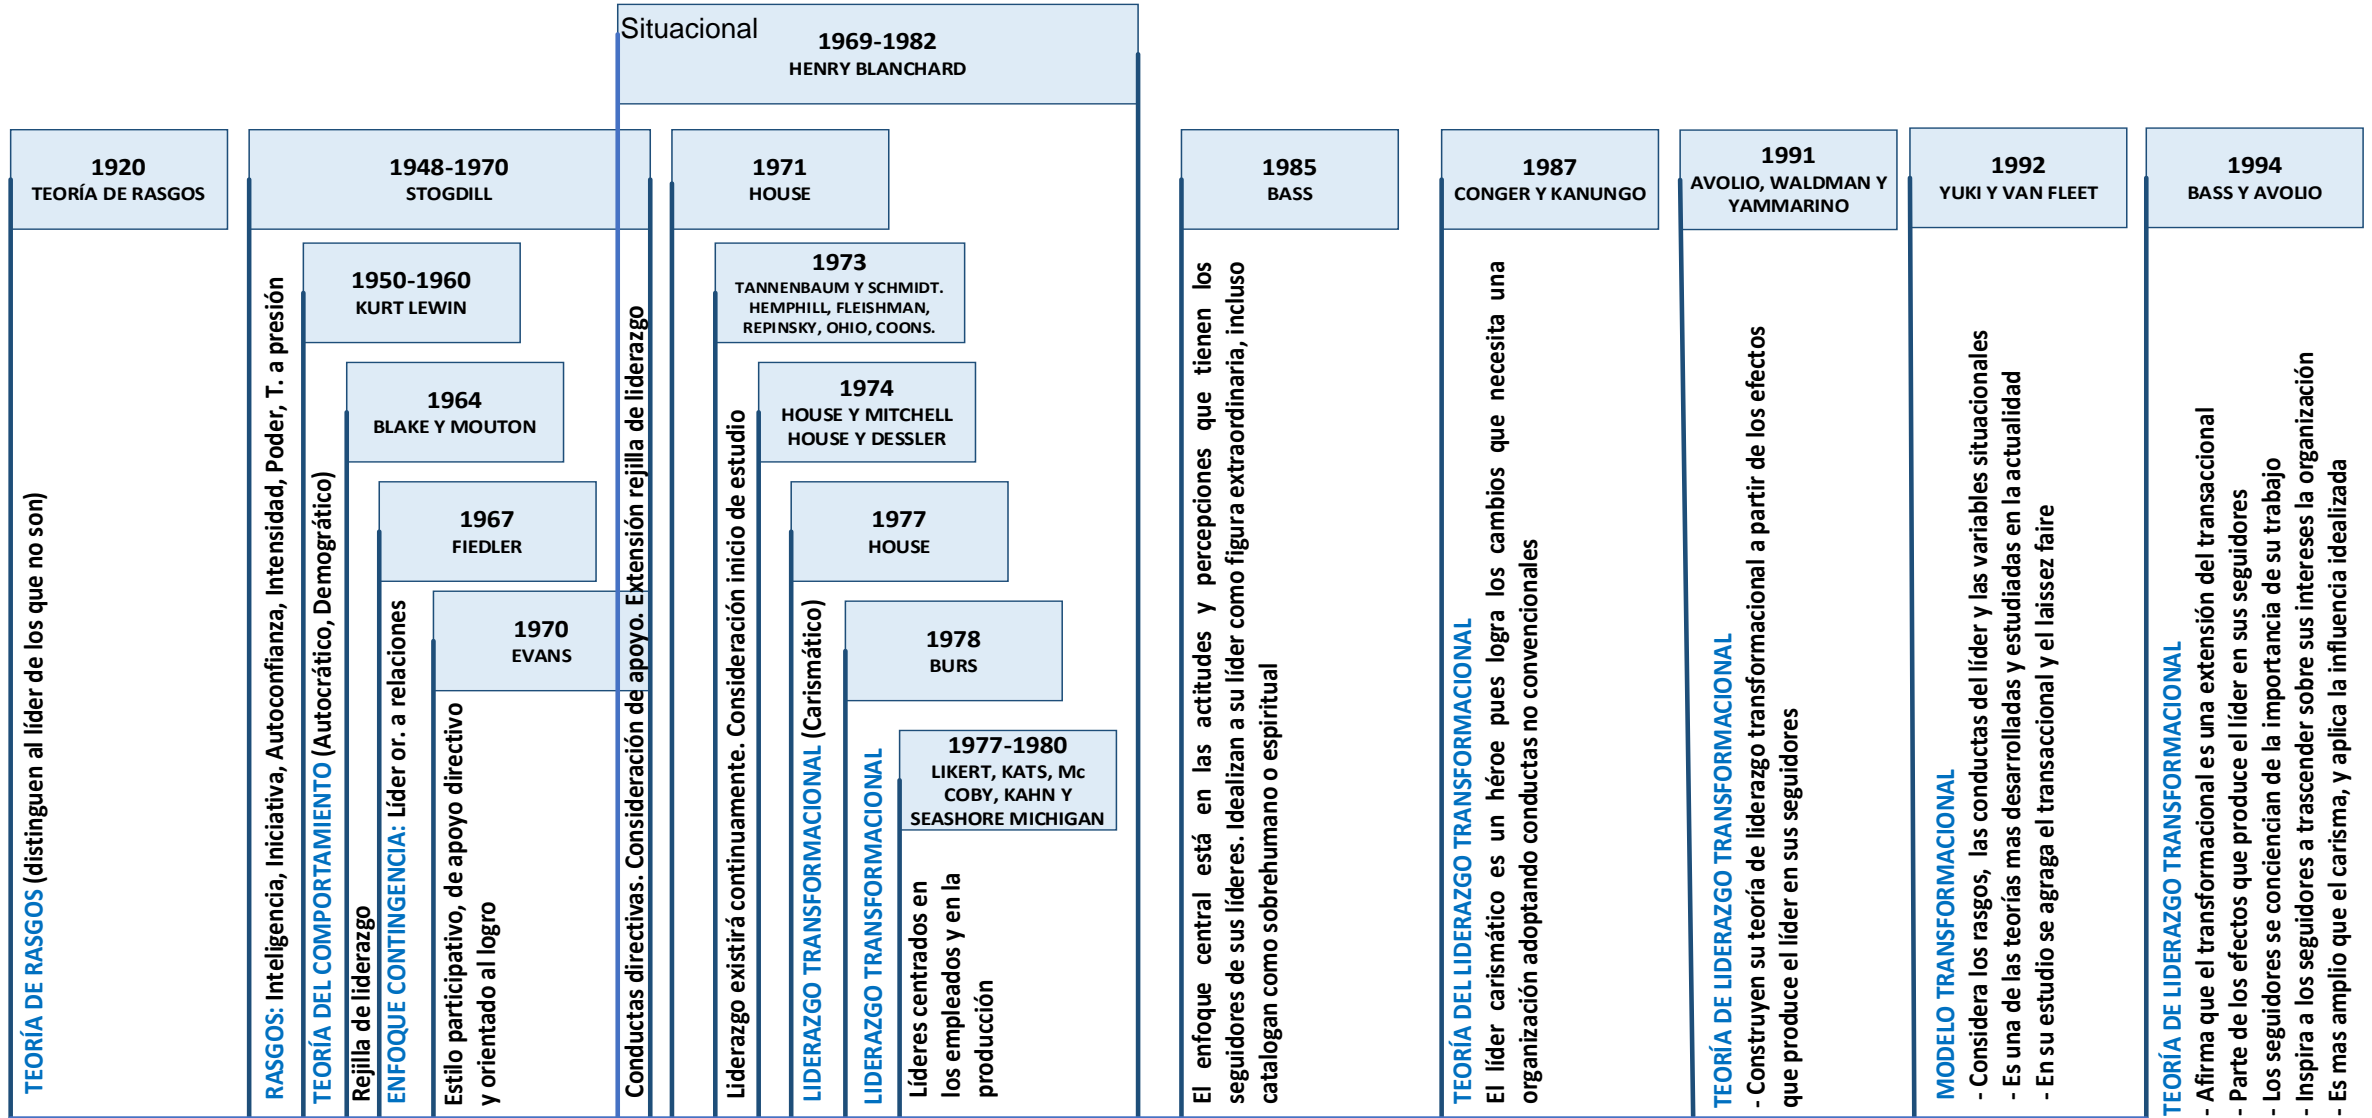 Situacional
1969-1982
HENRY BLANCHARD
1920
TEORÍA DE RASGOS
1948-1970
STOGDILL
1971
HOUSE
1985
BASS
1987
CONGER Y KANUNGO
1991
AVOLIO, WALDMAN Y
YAMMARINO
1992
YUKI Y VAN FLEET
1994
BASS Y AVOLIO
1950-1960
KURT LEWIN
1973
TANNENBAUM Y SCHMIDT.
HEMPHILL, FLEISHMAN,
REPINSKY, OHIO, COONS.
1964
BLAKE Y MOUTON
1974
HOUSE Y MITCHELL
HOUSE Y DESSLER
1967
FIEDLER
1977
HOUSE
1970
EVANS
1978
BURS
1977-1980
LIKERT, KATS, Mc
COBY, KAHN Y
SEASHORE MICHIGAN
TEORÍA DE RASGOS (distinguen al líder de los que no son)
RASGOS: Inteligencia, Iniciativa, Autoconfianza, Intensidad, Poder, T. a presión
TEORÍA DEL COMPORTAMIENTO (Autocrático, Demogrático)
Rejilla de liderazgo
ENFOQUE CONTINGENCIA: Líder or. a relaciones
Estilo participativo, de apoyo directivo
y orientado al logro
Conductas directivas. Consideración de apoyo. Extensión rejilla de liderazgo
Liderazgo existirá continuamente. Consideración inicio de estudio
LIDERAZGO TRANSFORMACIONAL (Carismático)
LIDERAZGO TRANSFORMACIONAL
Líderes centrados en
los empleados y en la
producción
El enfoque central está en las actitudes y percepciones que tienen los
seguidores de sus líderes. Idealizan a su líder como figura extraordinaria, incluso
catalogan como sobrehumano o espiritual
TEORÍA DEL LIDERAZGO TRANSFORMACIONAL
El líder carismático es un héroe pues logra los cambios que necesita una
organización adoptando conductas no convencionales
TEORÍA DE LIDERAZGO TRANSFORMACIONAL
- Construyen su teoría de liderazgo transformacional a partir de los efectos
que produce el líder en sus seguidores
MODELO TRANSFORMACIONAL
- Considera los rasgos, las conductas del líder y las variables situacionales
- Es una de las teorías mas desarrolladas y estudiadas en la actualidad
- En su estudio se agraga el transaccional y el laissez faire
TEORÍA DE LIDERAZGO TRANSFORMACIONAL
- Afirma que el transformacional es una extensión del transaccional
- Parte de los efectos que produce el líder en sus seguidores
- Los seguidores se conciencian de la importancia de su trabajo
- Inspira a los seguidores a trascender sobre sus intereses la organización
- Es mas amplio que el carisma, y aplica la influencia idealizada